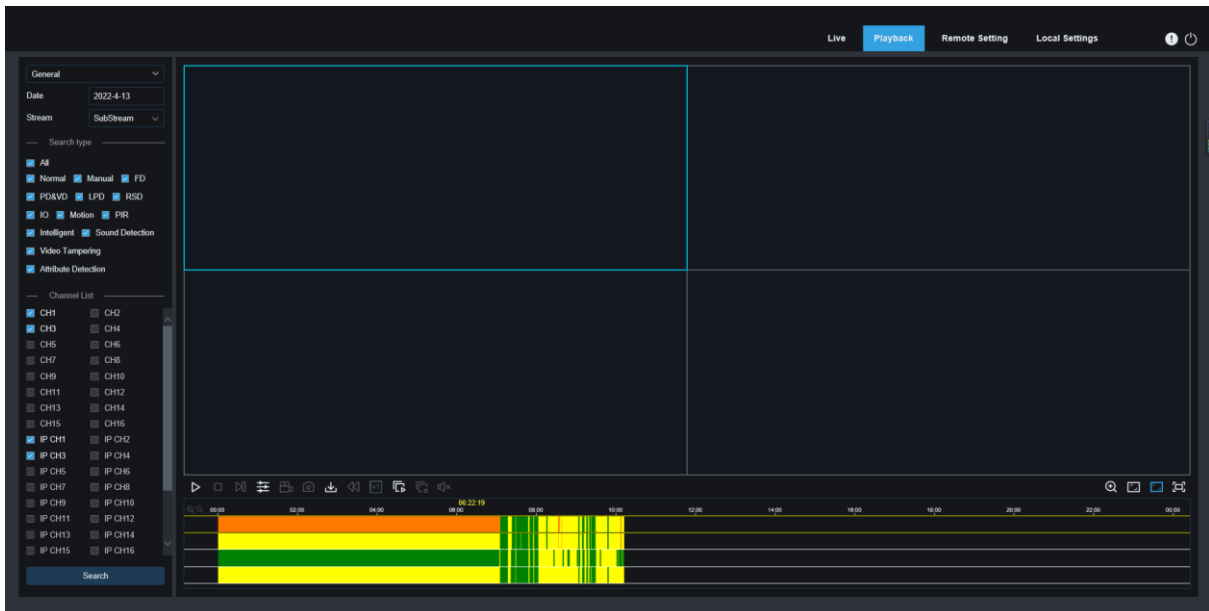 Live Playback Remote Setting Local Settings
General
Date 2022-4-13
Stream SubStream
Search type
All
Normal Manual FD
PD&VD LPD RSD
IO Motion PIR
Intelligent Sound Detection
Video Tampering
Attribute Detection
Channel List
CH1 CH2
CH3 CH4
CH5 CH6
CH7 CH8
CH9 CH10
CH11 CH12
CH13 CH14
CH15 CH16
IP CH1 IP CH2
IP CH3 IP CH4
IP CH5 IP CH6
IP CH7 IP CH8
IP CH9 IP CH10
IP CH11 IP CH12
IP CH13 IP CH14
IP CH15 IP CH16
Search
×1
06:22:19
00:00 02:00 04:00 06:00 08:00 10:00 12:00 14:00 16:00 18:00 20:00 22:00 00:00